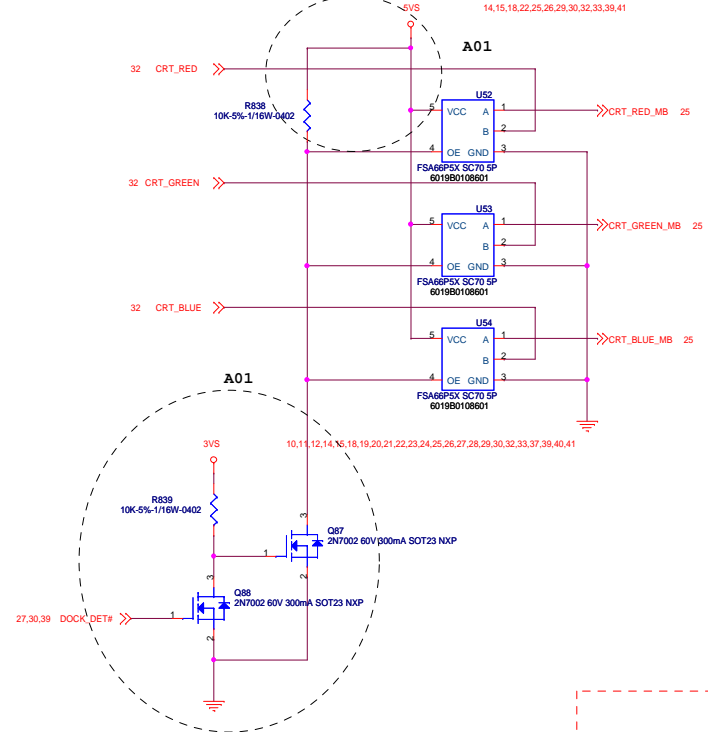 5VS 14,15,18,22,25,26,29,30,32,33,39,41
A01
32 CRT_RED
U52
R838
10K-5%-1/16W-0402
5 VCC A 1
CRT_RED_MB 25
B 2
4 OE GND 3
FSA66P5X SC70 5P
6019B0108601
32 CRT_GREEN
U53
5 VCC A 1
CRT_GREEN_MB 25
B 2
4 OE GND 3
FSA66P5X SC70 5P
6019B0108601
32 CRT_BLUE
U54
5 VCC A 1
CRT_BLUE_MB 25
B 2
4 OE GND 3
FSA66P5X SC70 5P
6019B0108601
A01
3VS 10,11,12,14,15,18,19,20,21,22,23,24,25,26,27,28,29,30,32,33,37,39,40,41
R839
10K-5%-1/16W-0402
3
Q87
2N7002 60V 300mA SOT23 NXP
1
2
3
Q88
2N7002 60V 300mA SOT23 NXP
27,30,39 DOCK_DET#
1
2